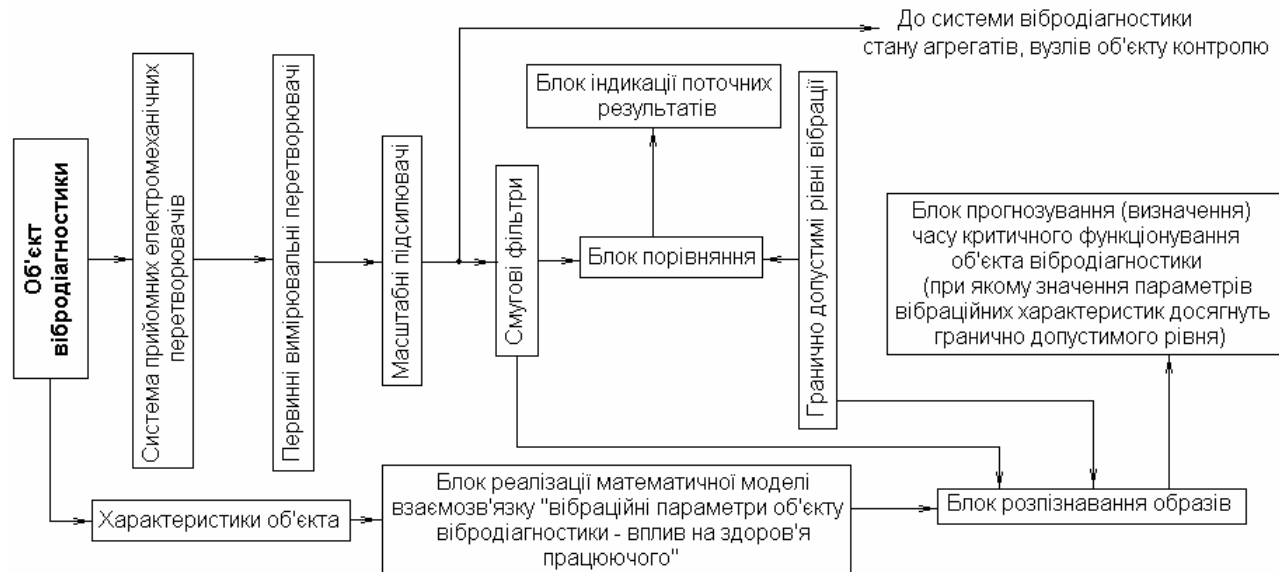 До системи вібродіагностики
стану агрегатів, вузлів об'єкту контролю
Об'єкт
вібродіагностики
Система прийомних електромеханічних
перетворювачів
Первинні вимірювальні перетворювачі
Масштабні підсилювачі
Смугові фільтри
Блок індикації поточних
результатів
Блок порівняння
Гранично допустимі рівні вібрації
Блок прогнозування (визначення)
часу критичного функціонування
об'єкта вібродіагностики
(при якому значення параметрів
вібраційних характеристик досягнуть
гранично допустимого рівня)
Характеристики об'єкта
Блок реалізації математичної моделі
взаємозв'язку "вібраційні параметри об'єкту
вібродіагностики - вплив на здоров'я
працюючого"
Блок розпізнавання образів